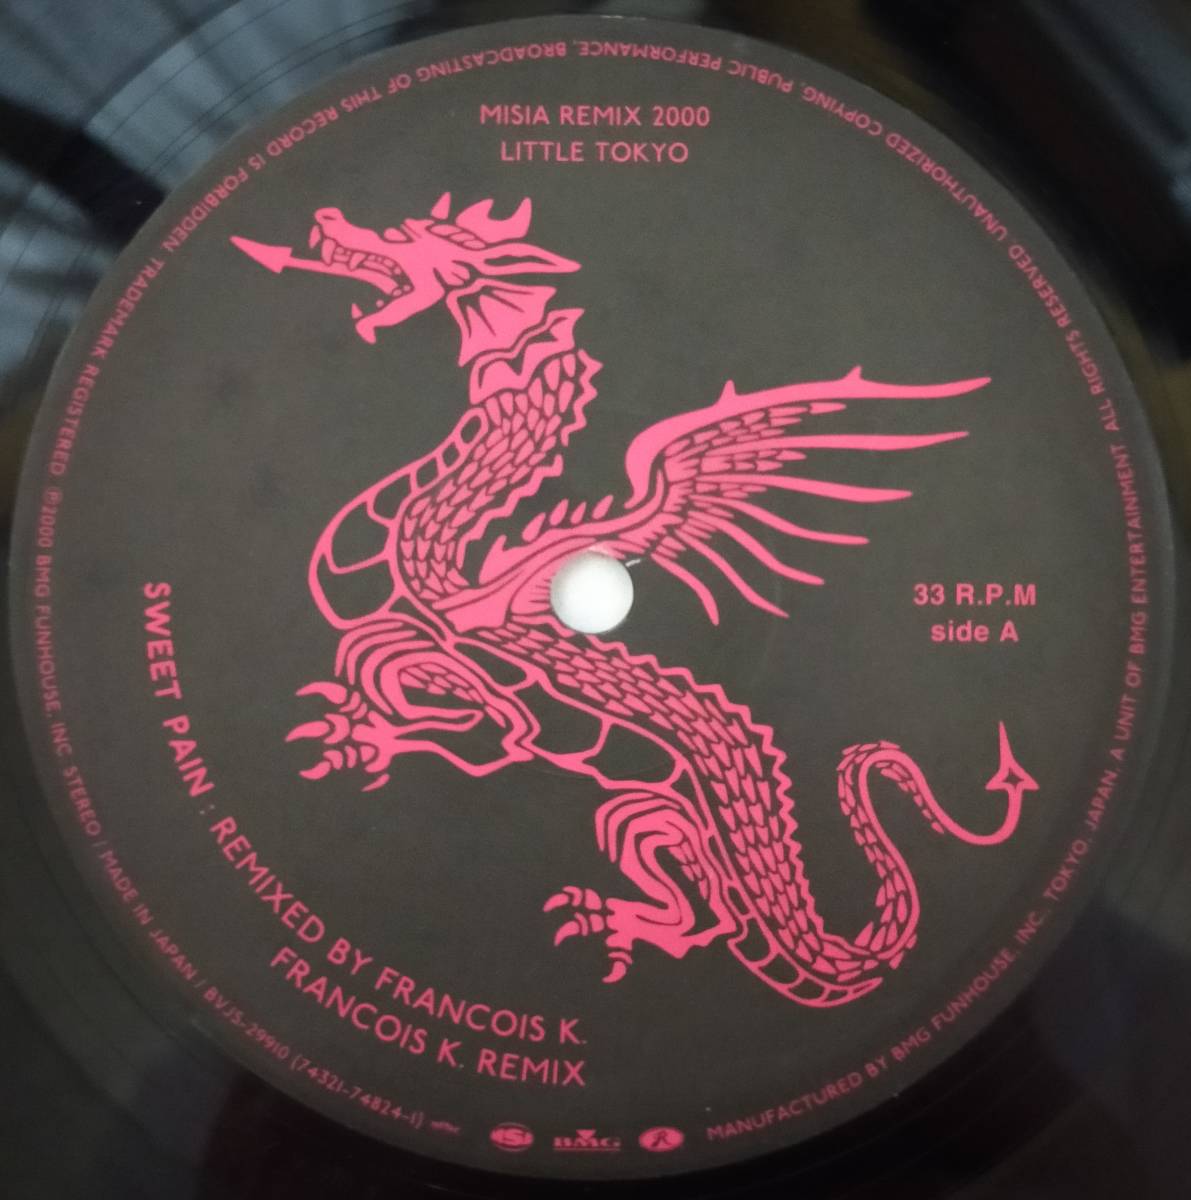 MISIA REMIX 2000
LITTLE TOKYO
33 R.P.M
side A
SWEET PAIN : REMIXED BY FRANCOIS K.
FRANCOIS K. REMIX
MANUFACTURED BY BMG FUNHOUSE, INC., TOKYO, JAPAN. A UNIT OF BMG ENTERTAINMENT ALL RIGHTS RESERVED. UNAUTHORIZED COPYING, PUBLIC PERFORMANCE, BROADCASTING OF THIS RECORD IS FORBIDDEN. TRADEMARK REGISTERED ℗2000 BMG FUNHOUSE, INC STEREO / MADE IN JAPAN / BVJS-29910 (74321-74824-1)
BMG
R